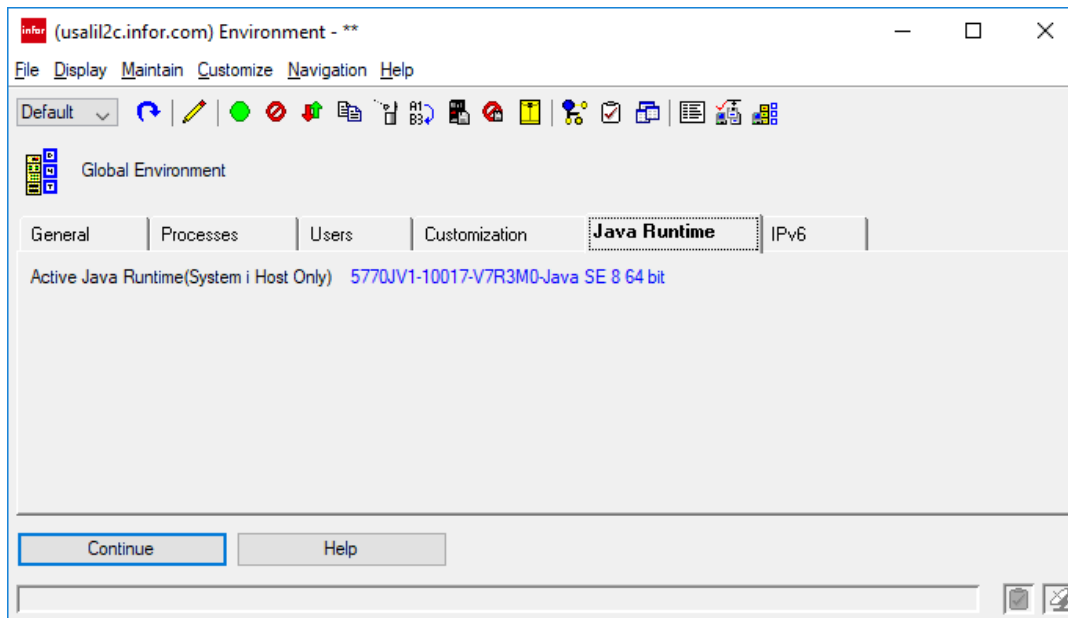 infor (usalil2c.infor.com) Environment - **
File Display Maintain Customize Navigation Help
Default
Global Environment
General Processes Users Customization Java Runtime IPv6
Active Java Runtime(System i Host Only) 5770JV1-10017-V7R3M0-Java SE 8 64 bit
Continue Help